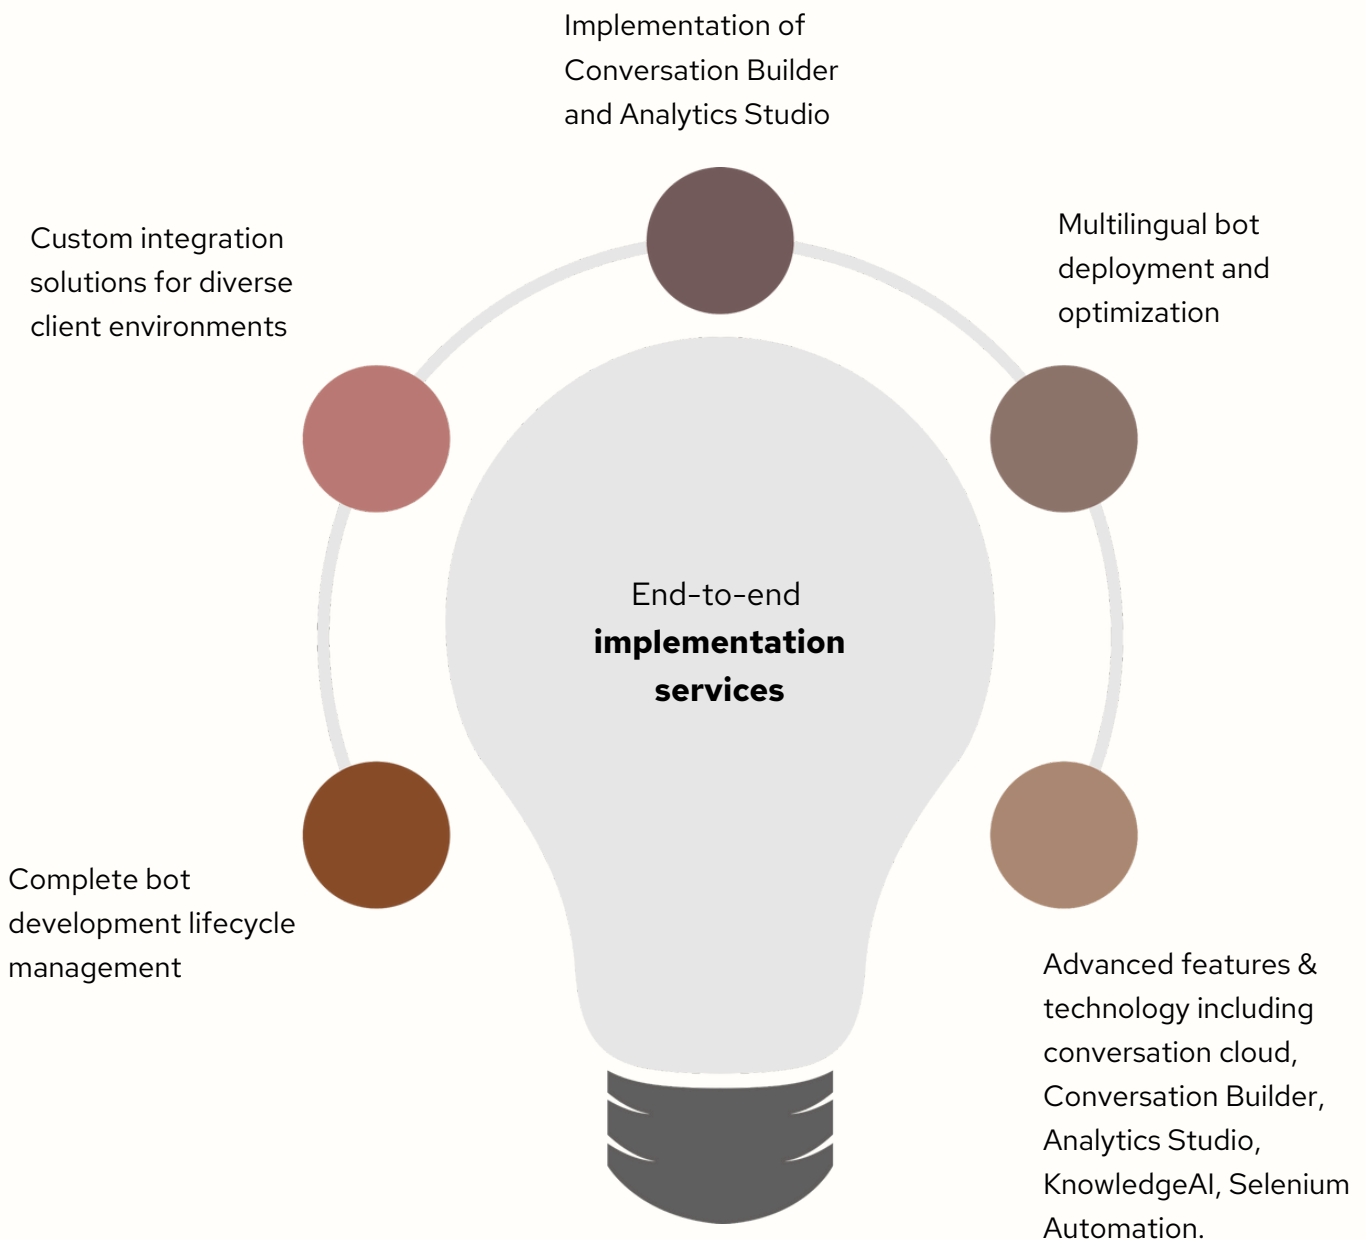 Implementation of
Conversation Builder
and Analytics Studio
Custom integration
solutions for diverse
client environments
Multilingual bot
deployment and
optimization
End-to-end
implementation
services
Complete bot
development lifecycle
management
Advanced features &
technology including
conversation cloud,
Conversation Builder,
Analytics Studio,
KnowledgeAI, Selenium
Automation.